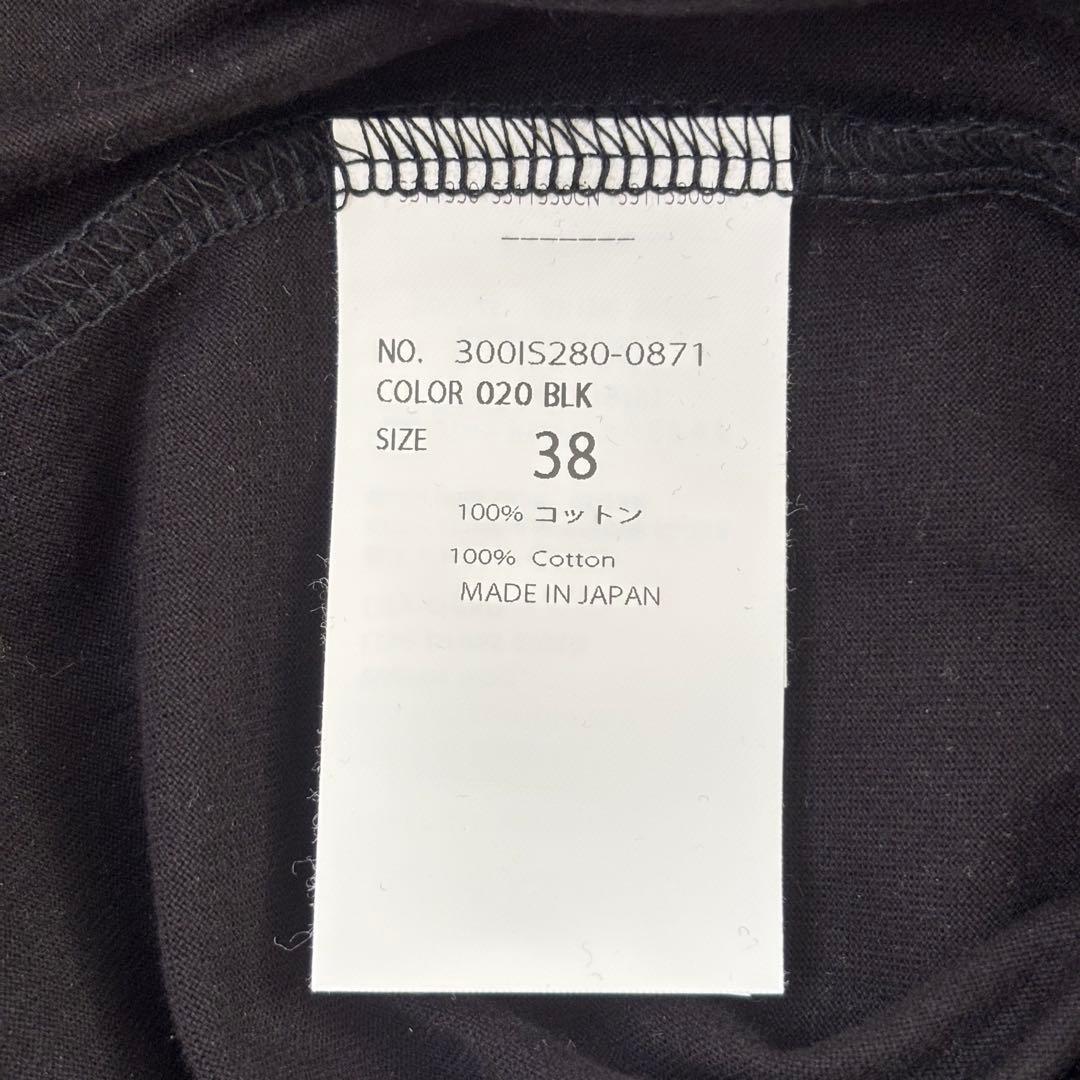 NO. 300IS280-0871
COLOR 020 BLK
SIZE 38
100% コットン
100% Cotton
MADE IN JAPAN